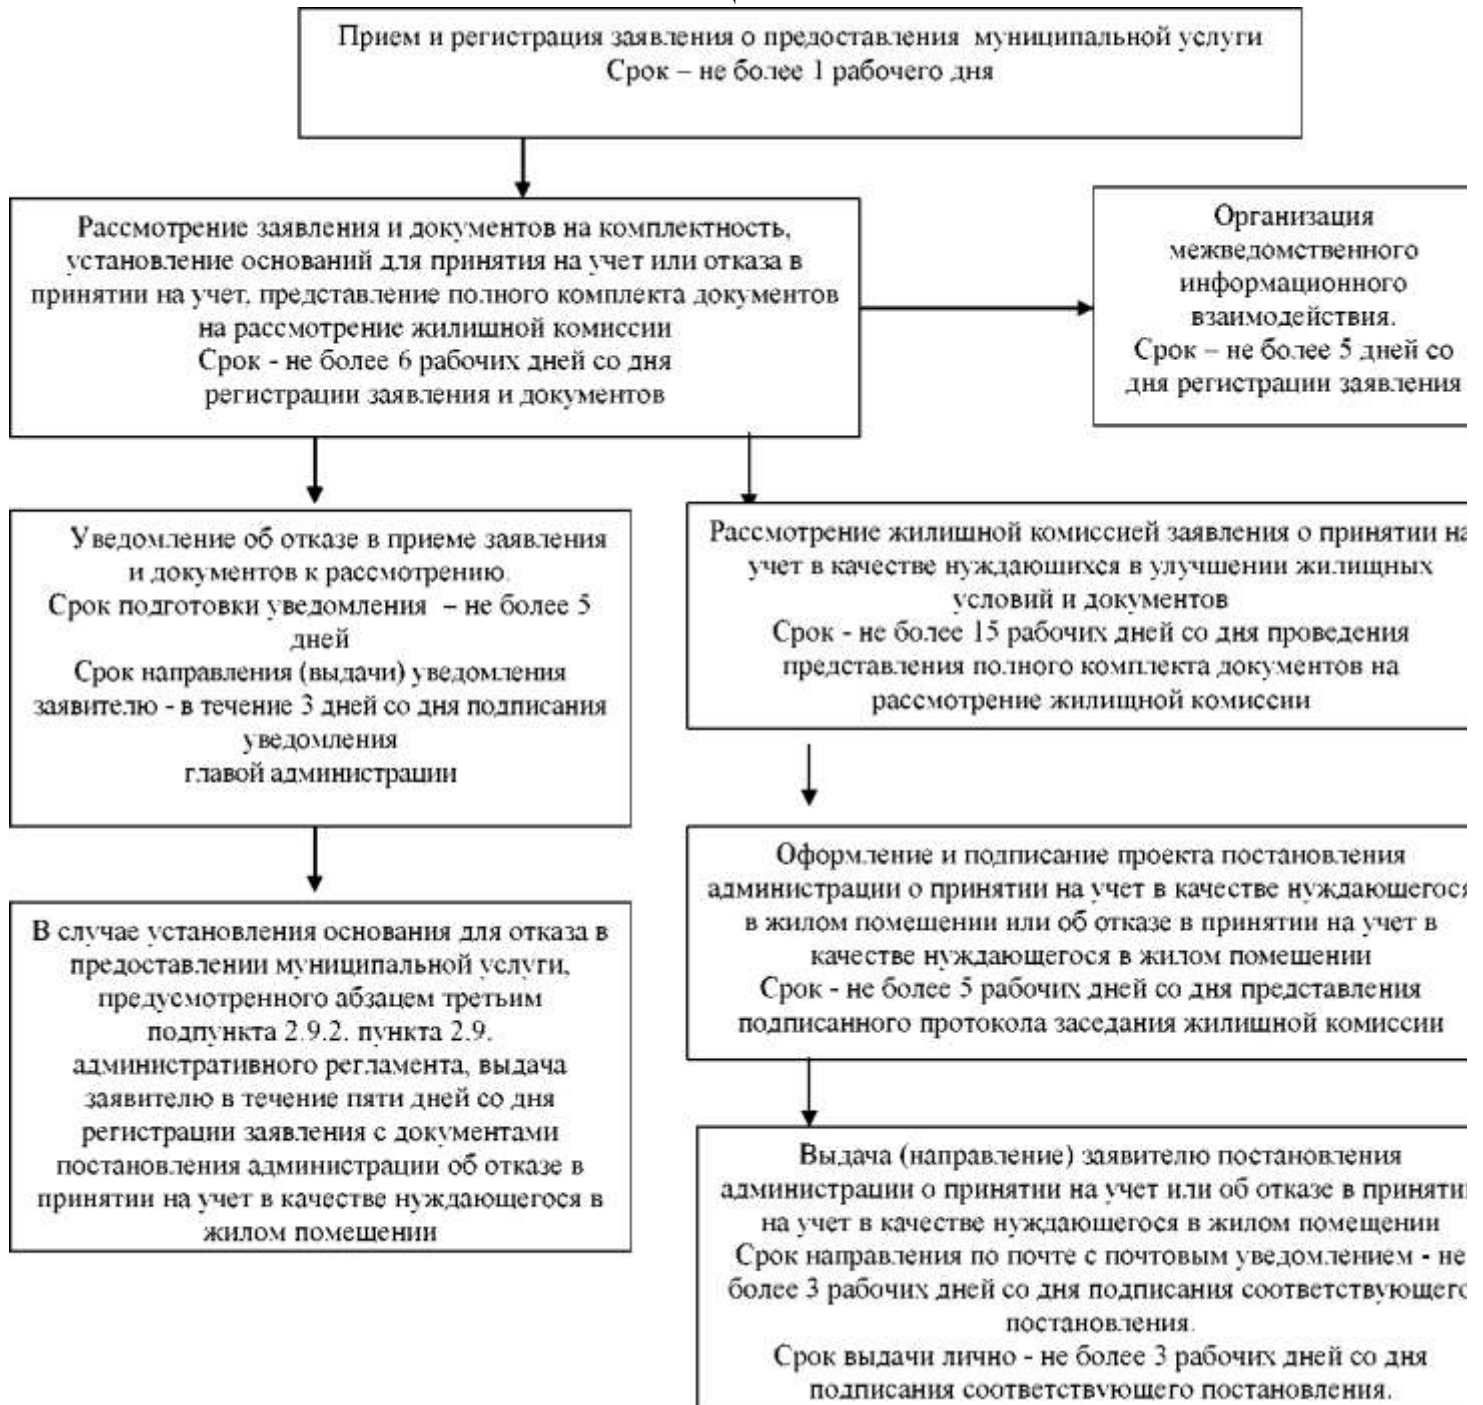 Прием и регистрация заявления о предоставления муниципальной услуги
Срок – не более 1 рабочего дня
Рассмотрение заявления и документов на комплектность,
установление оснований для принятия на учет или отказа в
принятии на учет, представление полного комплекта документов
на рассмотрение жилищной комиссии
Срок - не более 6 рабочих дней со дня
регистрации заявления и документов
Организация
межведомственного
информационного
взаимодействия.
Срок – не более 5 дней со
дня регистрации заявления
Уведомление об отказе в приеме заявления
и документов к рассмотрению.
Срок подготовки уведомления – не более 5
дней
Срок направления (выдачи) уведомления
заявителю - в течение 3 дней со дня подписания
уведомления
главой администрации
Рассмотрение жилищной комиссией заявления о принятии на
учет в качестве нуждающихся в улучшении жилищных
условий и документов
Срок - не более 15 рабочих дней со дня проведения
представления полного комплекта документов на
рассмотрение жилищной комиссии
В случае установления основания для отказа в
предоставлении муниципальной услуги,
предусмотренного абзацем третьим
подпункта 2.9.2. пункта 2.9.
административного регламента, выдача
заявителю в течение пяти дней со дня
регистрации заявления с документами
постановления администрации об отказе в
принятии на учет в качестве нуждающегося в
жилом помещении
Оформление и подписание проекта постановления
администрации о принятии на учет в качестве нуждающегося
в жилом помещении или об отказе в принятии на учет в
качестве нуждающегося в жилом помещении
Срок - не более 5 рабочих дней со дня представления
подписанного протокола заседания жилищной комиссии
Выдача (направление) заявителю постановления
администрации о принятии на учет или об отказе в принятии
на учет в качестве нуждающегося в жилом помещении
Срок направления по почте с почтовым уведомлением - не
более 3 рабочих дней со дня подписания соответствующего
постановления.
Срок выдачи лично - не более 3 рабочих дней со дня
подписания соответствующего постановления.